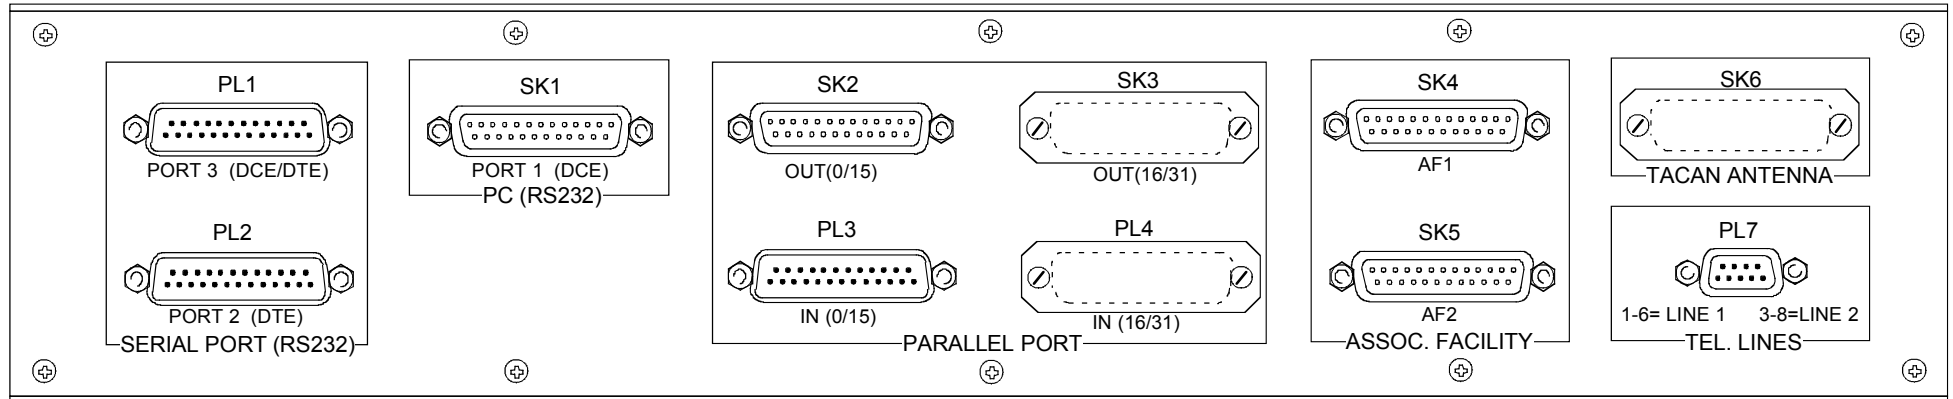 PL1
PORT 3 (DCE/DTE)
PL2
PORT 2 (DTE)
SERIAL PORT (RS232)
SK1
PORT 1 (DCE)
PC (RS232)
SK2
OUT(0/15)
SK3
OUT(16/31)
PL3
IN (0/15)
PL4
IN (16/31)
PARALLEL PORT
SK4
AF1
SK5
AF2
ASSOC. FACILITY
SK6
TACAN ANTENNA
PL7
1-6= LINE 1 3-8=LINE 2
TEL. LINES